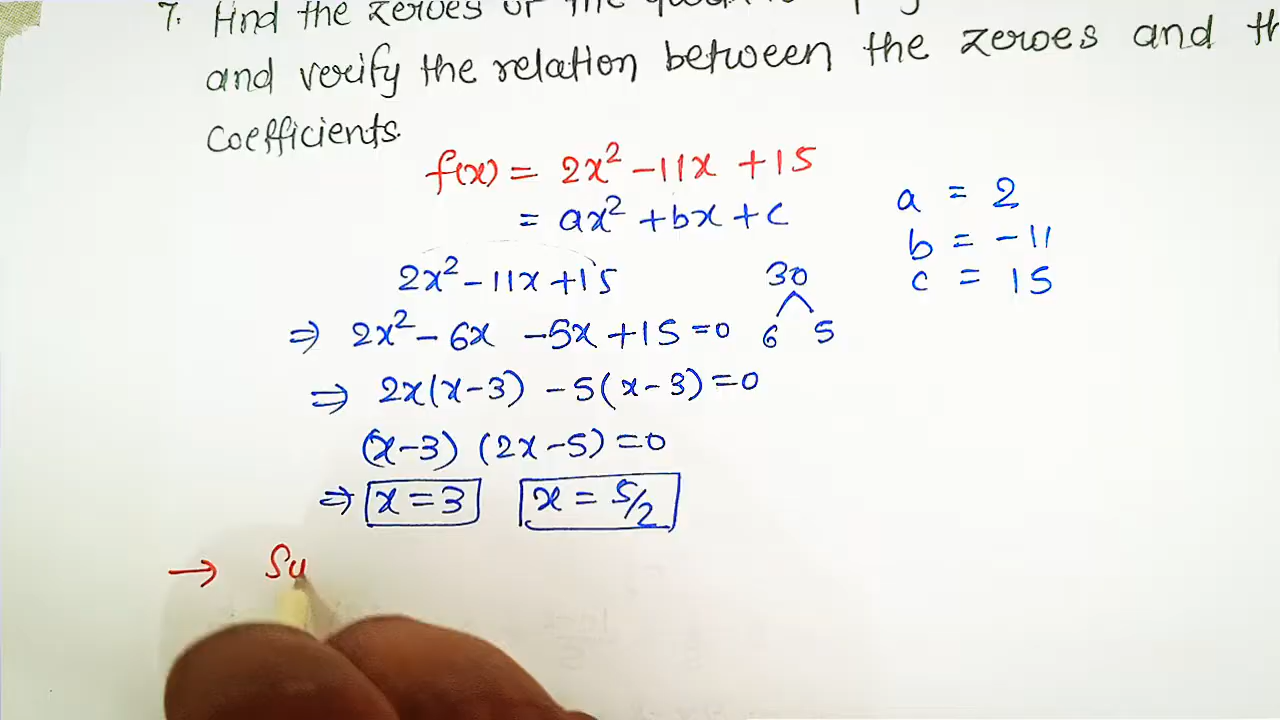 7. Find the zeroes of the
and verify the relation between the zeroes and th
coefficients.
f(x) = 2x² -11x +15
= ax² +bx + c
a = 2
b = -11
c = 15
2x² -11x +15
30
⇒ 2x² - 6x -5x +15 =0
6 5
⇒ 2x(x-3) -5(x-3)=0
(x-3) (2x-5)=0
⇒ x=3 x = 5/2
→ Su